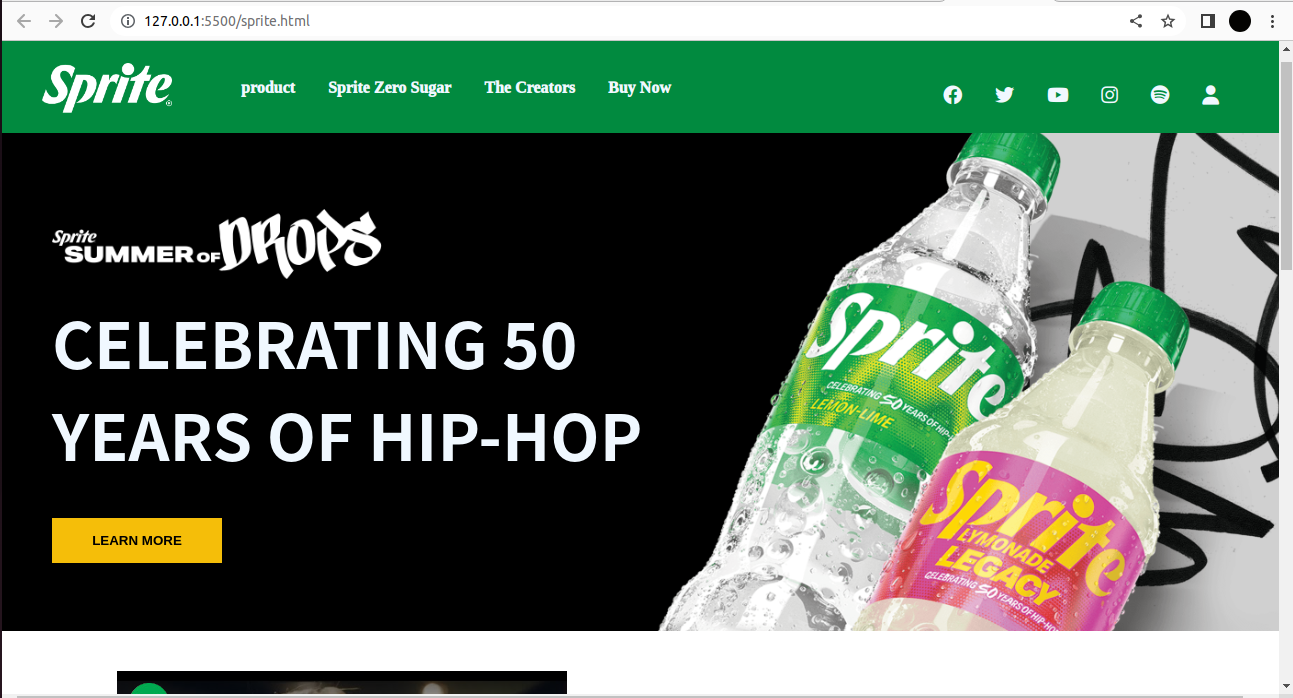 127.0.0.1:5500/sprite.html
Sprite
product Sprite Zero Sugar The Creators Buy Now
Sprite
SUMMER OF DROPS
CELEBRATING 50
YEARS OF HIP-HOP
LEARN MORE
Sprite
CELEBRATING 50 YEARS OF HIP-
LEMON-LIME
Sprite
LYMONADE
LEGACY
CELEBRATING 50 YEARS OF HIP-HO